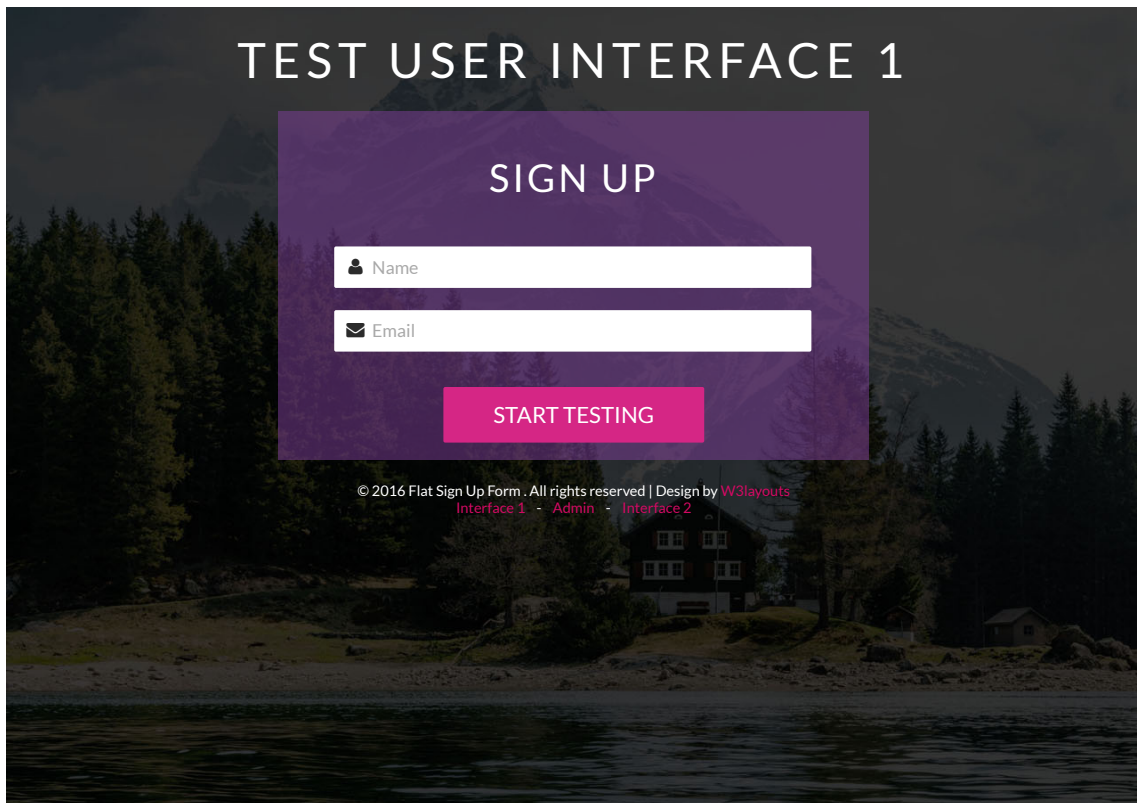 TEST USER INTERFACE 1
SIGN UP
Name
Email
START TESTING
© 2016 Flat Sign Up Form . All rights reserved | Design by W3layouts
Interface 1 - Admin - Interface 2